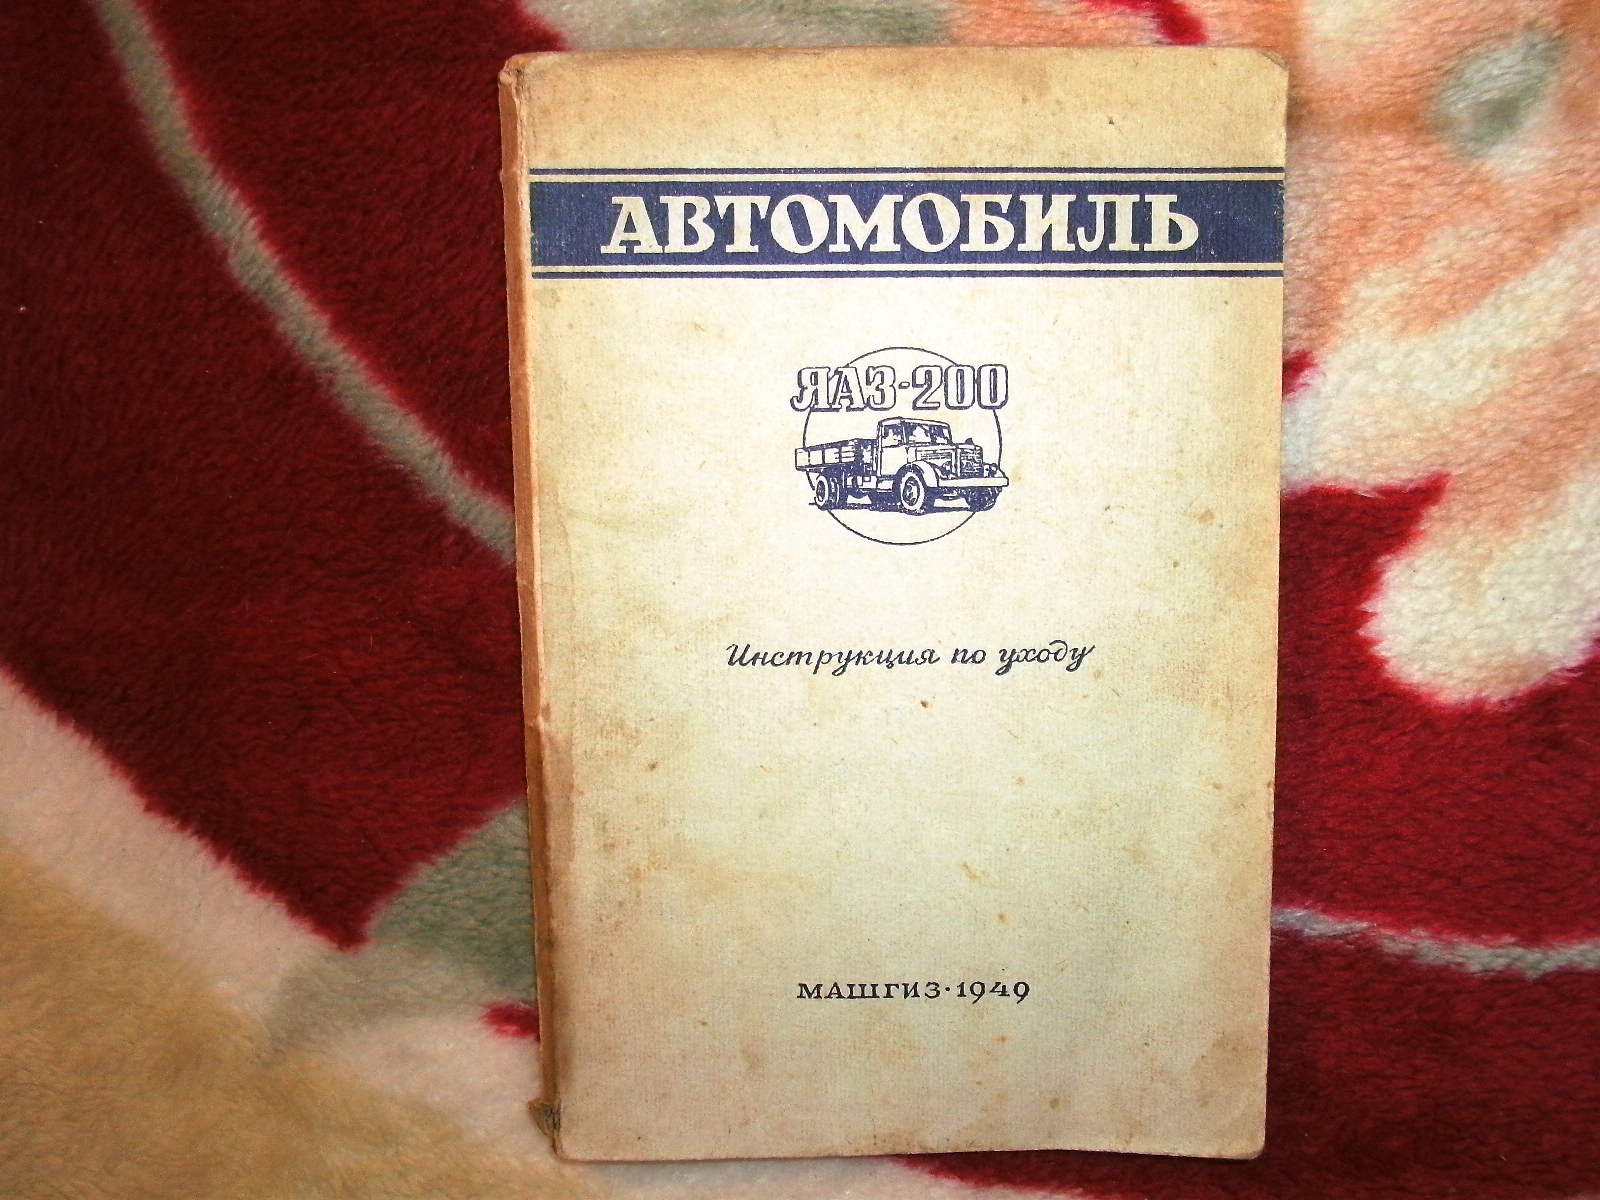 АВТОМОБИЛЬ
ЯАЗ-200
Инструкция по уходу
МАШГИЗ·1949